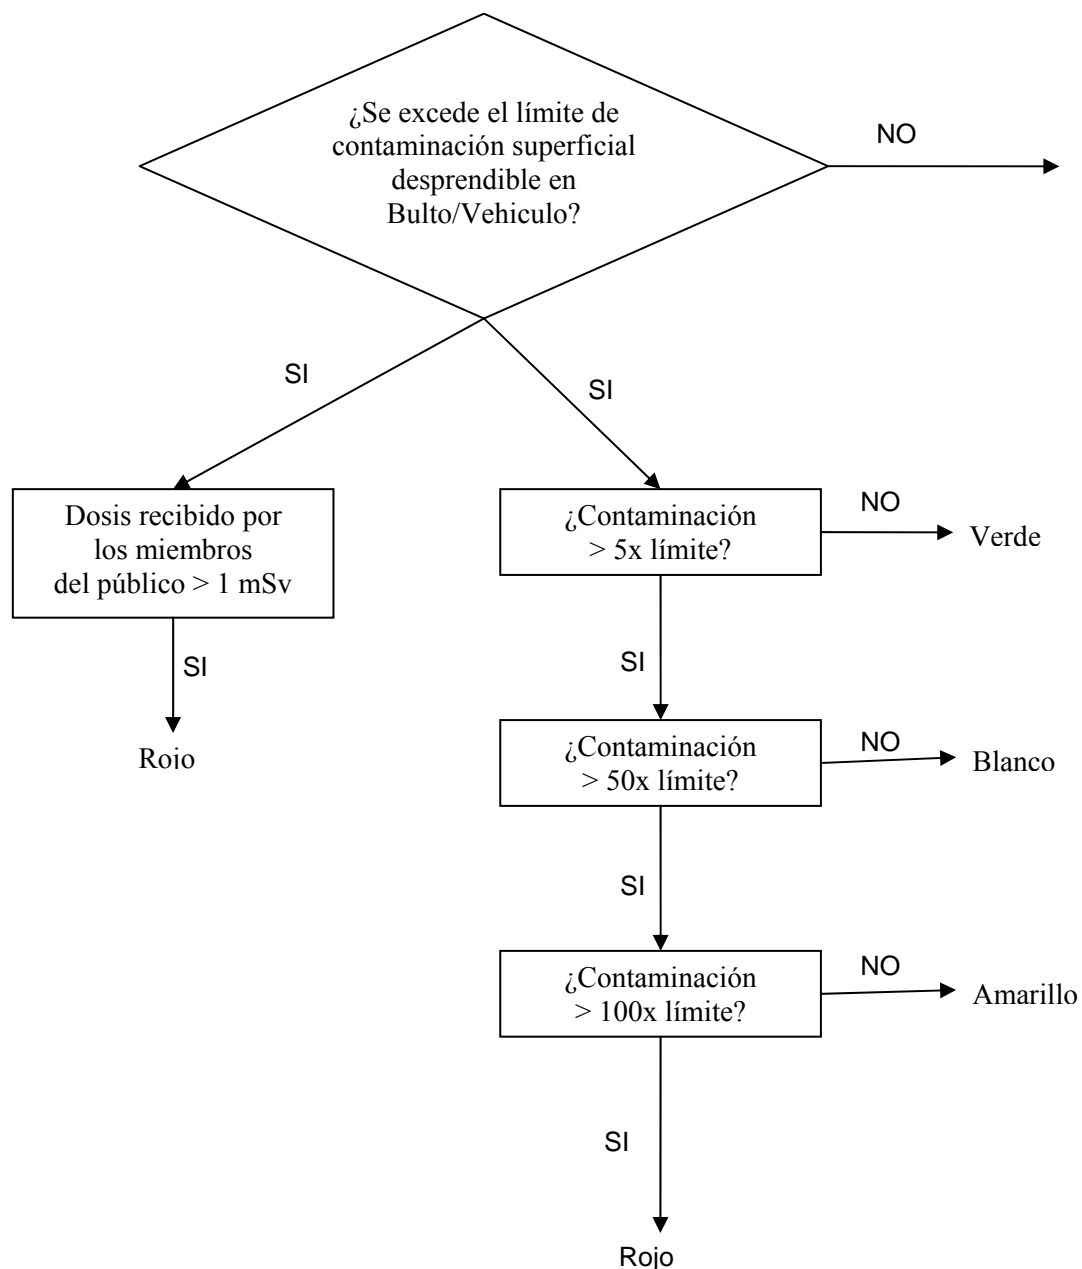 ¿Se excede el límite de
contaminación superficial
desprendible en
Bulto/Vehiculo?
NO
SI
SI
Dosis recibido por
los miembros
del público > 1 mSv
¿Contaminación
> 5x límite?
NO
Verde
SI
SI
Rojo
¿Contaminación
> 50x límite?
NO
Blanco
SI
¿Contaminación
> 100x límite?
NO
Amarillo
SI
Rojo